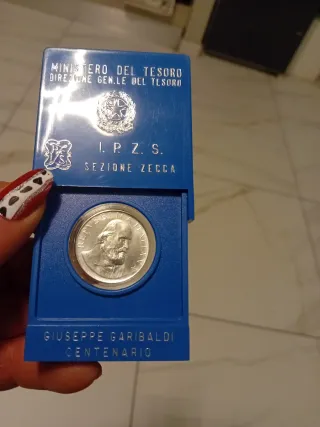 MINISTERO DEL TESORO
DIREZIONE GEN.LE DEL TESORO
I.P.Z.S.
SEZIONE ZECCA
GIUSEPPE GARIBALDI
CENTENARIO